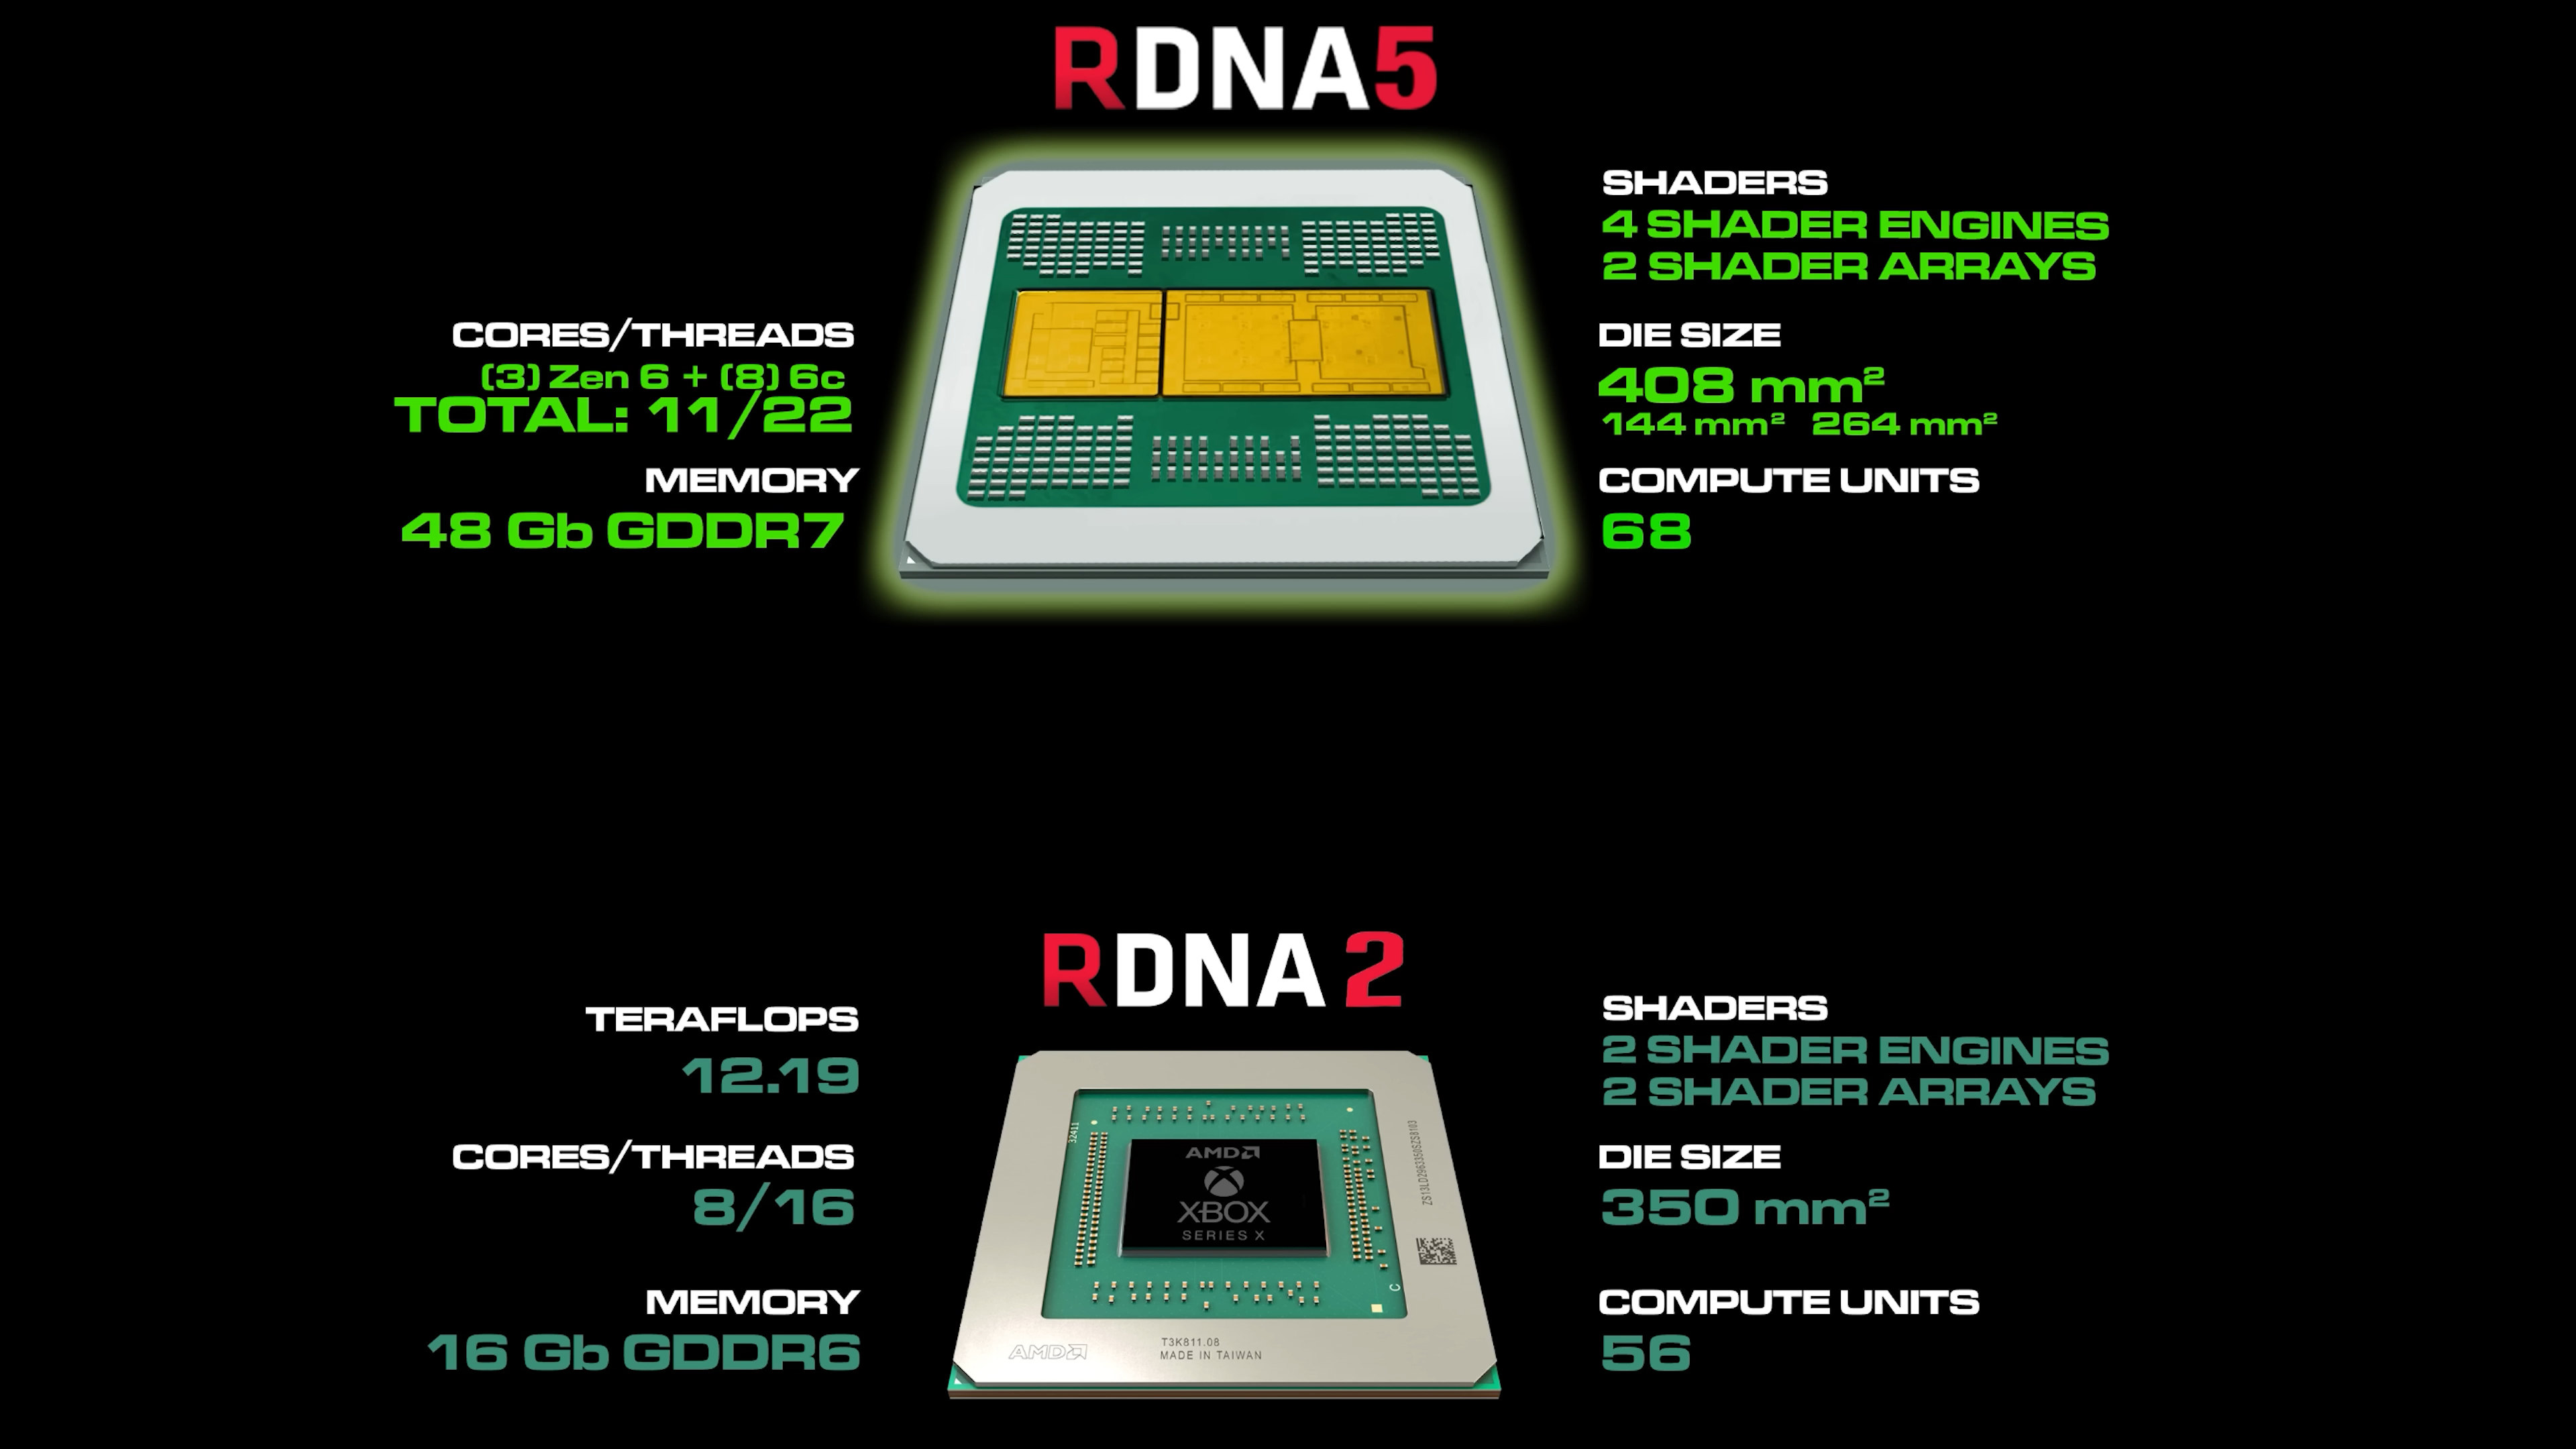 RDNA5
SHADERS
4 SHADER ENGINES
2 SHADER ARRAYS
CORES/THREADS
(3) Zen 6 + (8) 6c
TOTAL: 11/22
DIE SIZE
408 mm²
144 mm² 264 mm²
MEMORY
48 Gb GDDR7
COMPUTE UNITS
68
RDNA 2
TERAFLOPS
12.19
SHADERS
2 SHADER ENGINES
2 SHADER ARRAYS
CORES/THREADS
8/16
32411
AMD
XBOX
SERIES X
DIE SIZE
350 mm²
MEMORY
16 Gb GDDR6
C
AMD
T3K811.08
MADE IN TAIWAN
COMPUTE UNITS
56